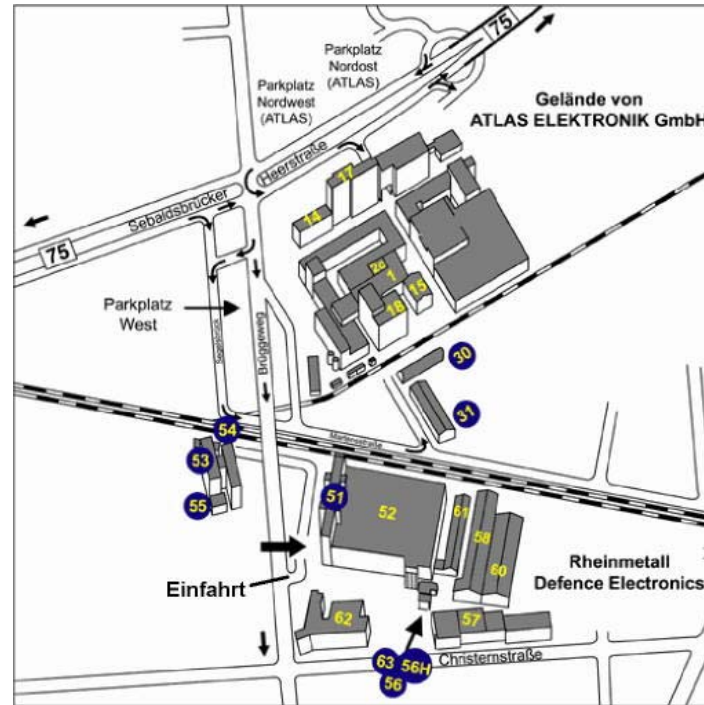 75
Parkplatz
Nordost
(ATLAS)
Parkplatz
Nordwest
(ATLAS)
Gelände von
ATLAS ELEKTRONIK GmbH
Heerstraße
17
Sebaldsbrücker
14
75
2c
1
15
18
Parkplatz
West
Brüggeweg
30
31
54
Martensstraße
53
51
55
52
61
58
60
Rheinmetall
Defence Electronics
Einfahrt
62
57
63
56H
56
Christernstraße